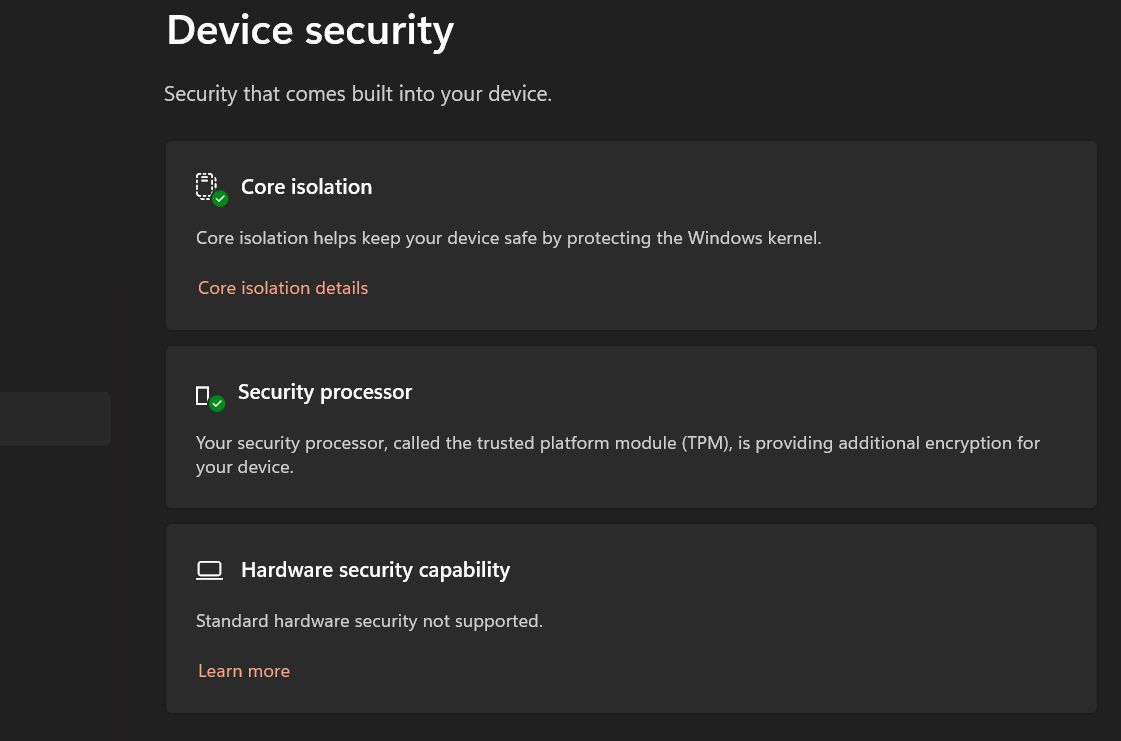 Device security
Security that comes built into your device.
Core isolation
Core isolation helps keep your device safe by protecting the Windows kernel.
Core isolation details
Security processor
Your security processor, called the trusted platform module (TPM), is providing additional encryption for
your device.
Hardware security capability
Standard hardware security not supported.
Learn more